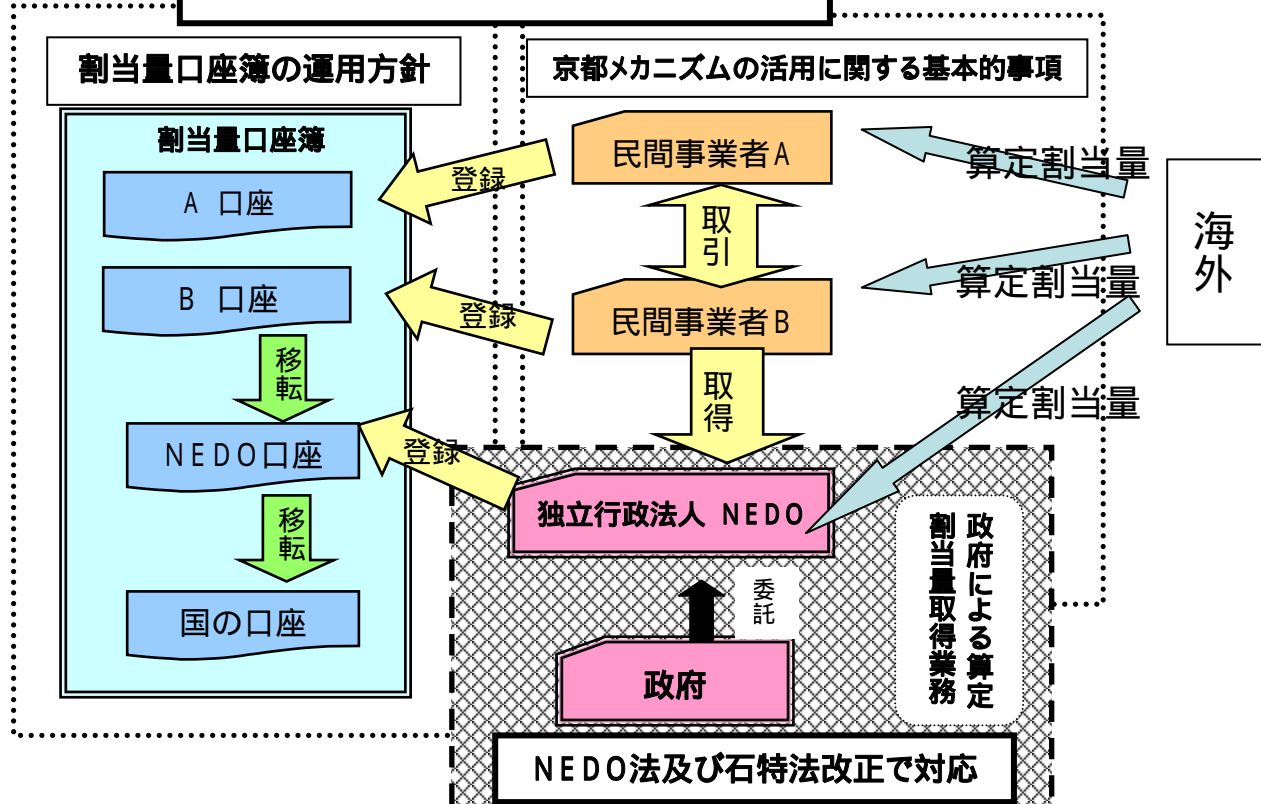 割当量口座簿の運用方針
京都メカニズムの活用に関する基本的事項
割当量口座簿
A 口座
B 口座
移転
NEDO口座
移転
国の口座
登録
登録
登録
民間事業者A
取引
民間事業者B
取得
算定割当量
算定割当量
算定割当量
海外
独立行政法人 NEDO
委託
政府
政府による算定
割当量取得業務
NEDO法及び石特法改正で対応